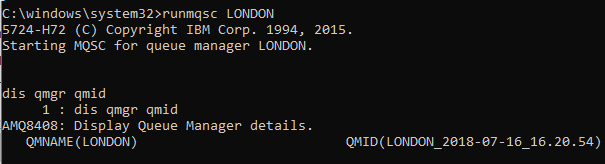 C:\windows\system32>runmqsc LONDON
5724-H72 (C) Copyright IBM Corp. 1994, 2015.
Starting MQSC for queue manager LONDON.
dis qmgr qmid
1 : dis qmgr qmid
AMQ8408: Display Queue Manager details.
QMNAME(LONDON) QMID(LONDON_2018-07-16_16.20.54)